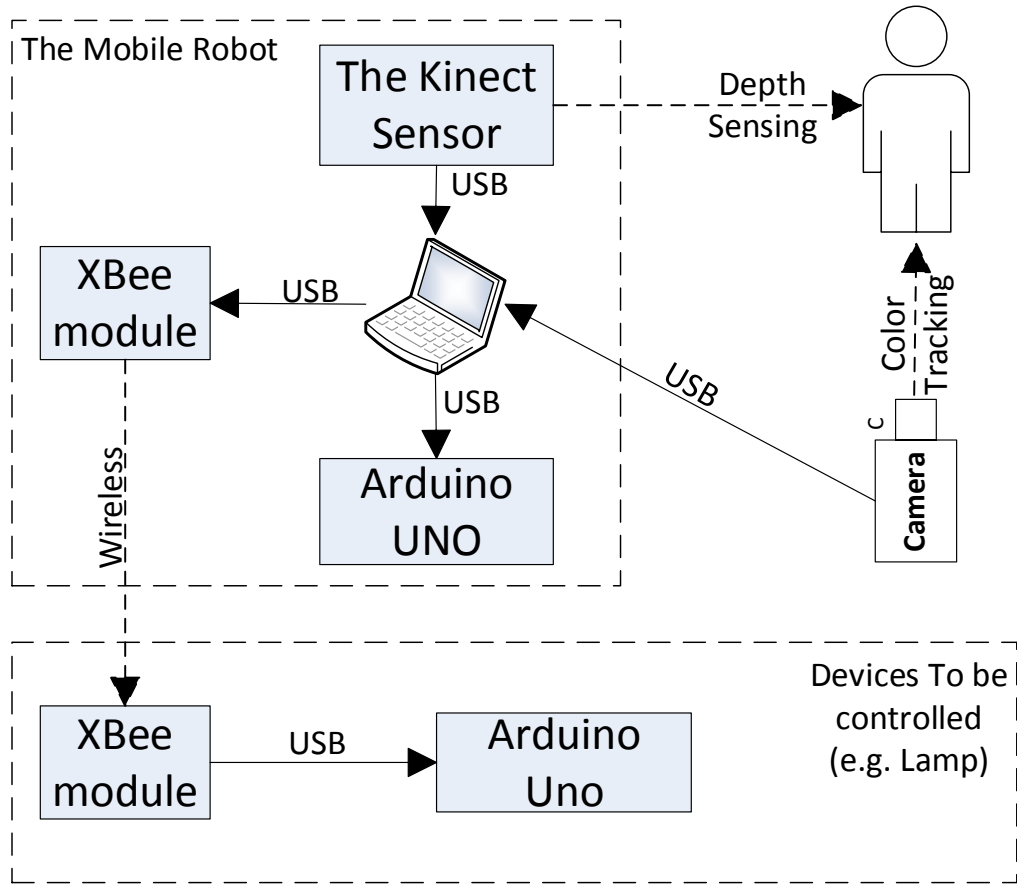 The Mobile Robot
The Kinect
Sensor
Depth
Sensing
USB
XBee
module
USB
USB
Color
Tracking
USB
c
Camera
Arduino
UNO
Wireless
Devices To be
controlled
(e.g. Lamp)
XBee
module
USB
Arduino
Uno